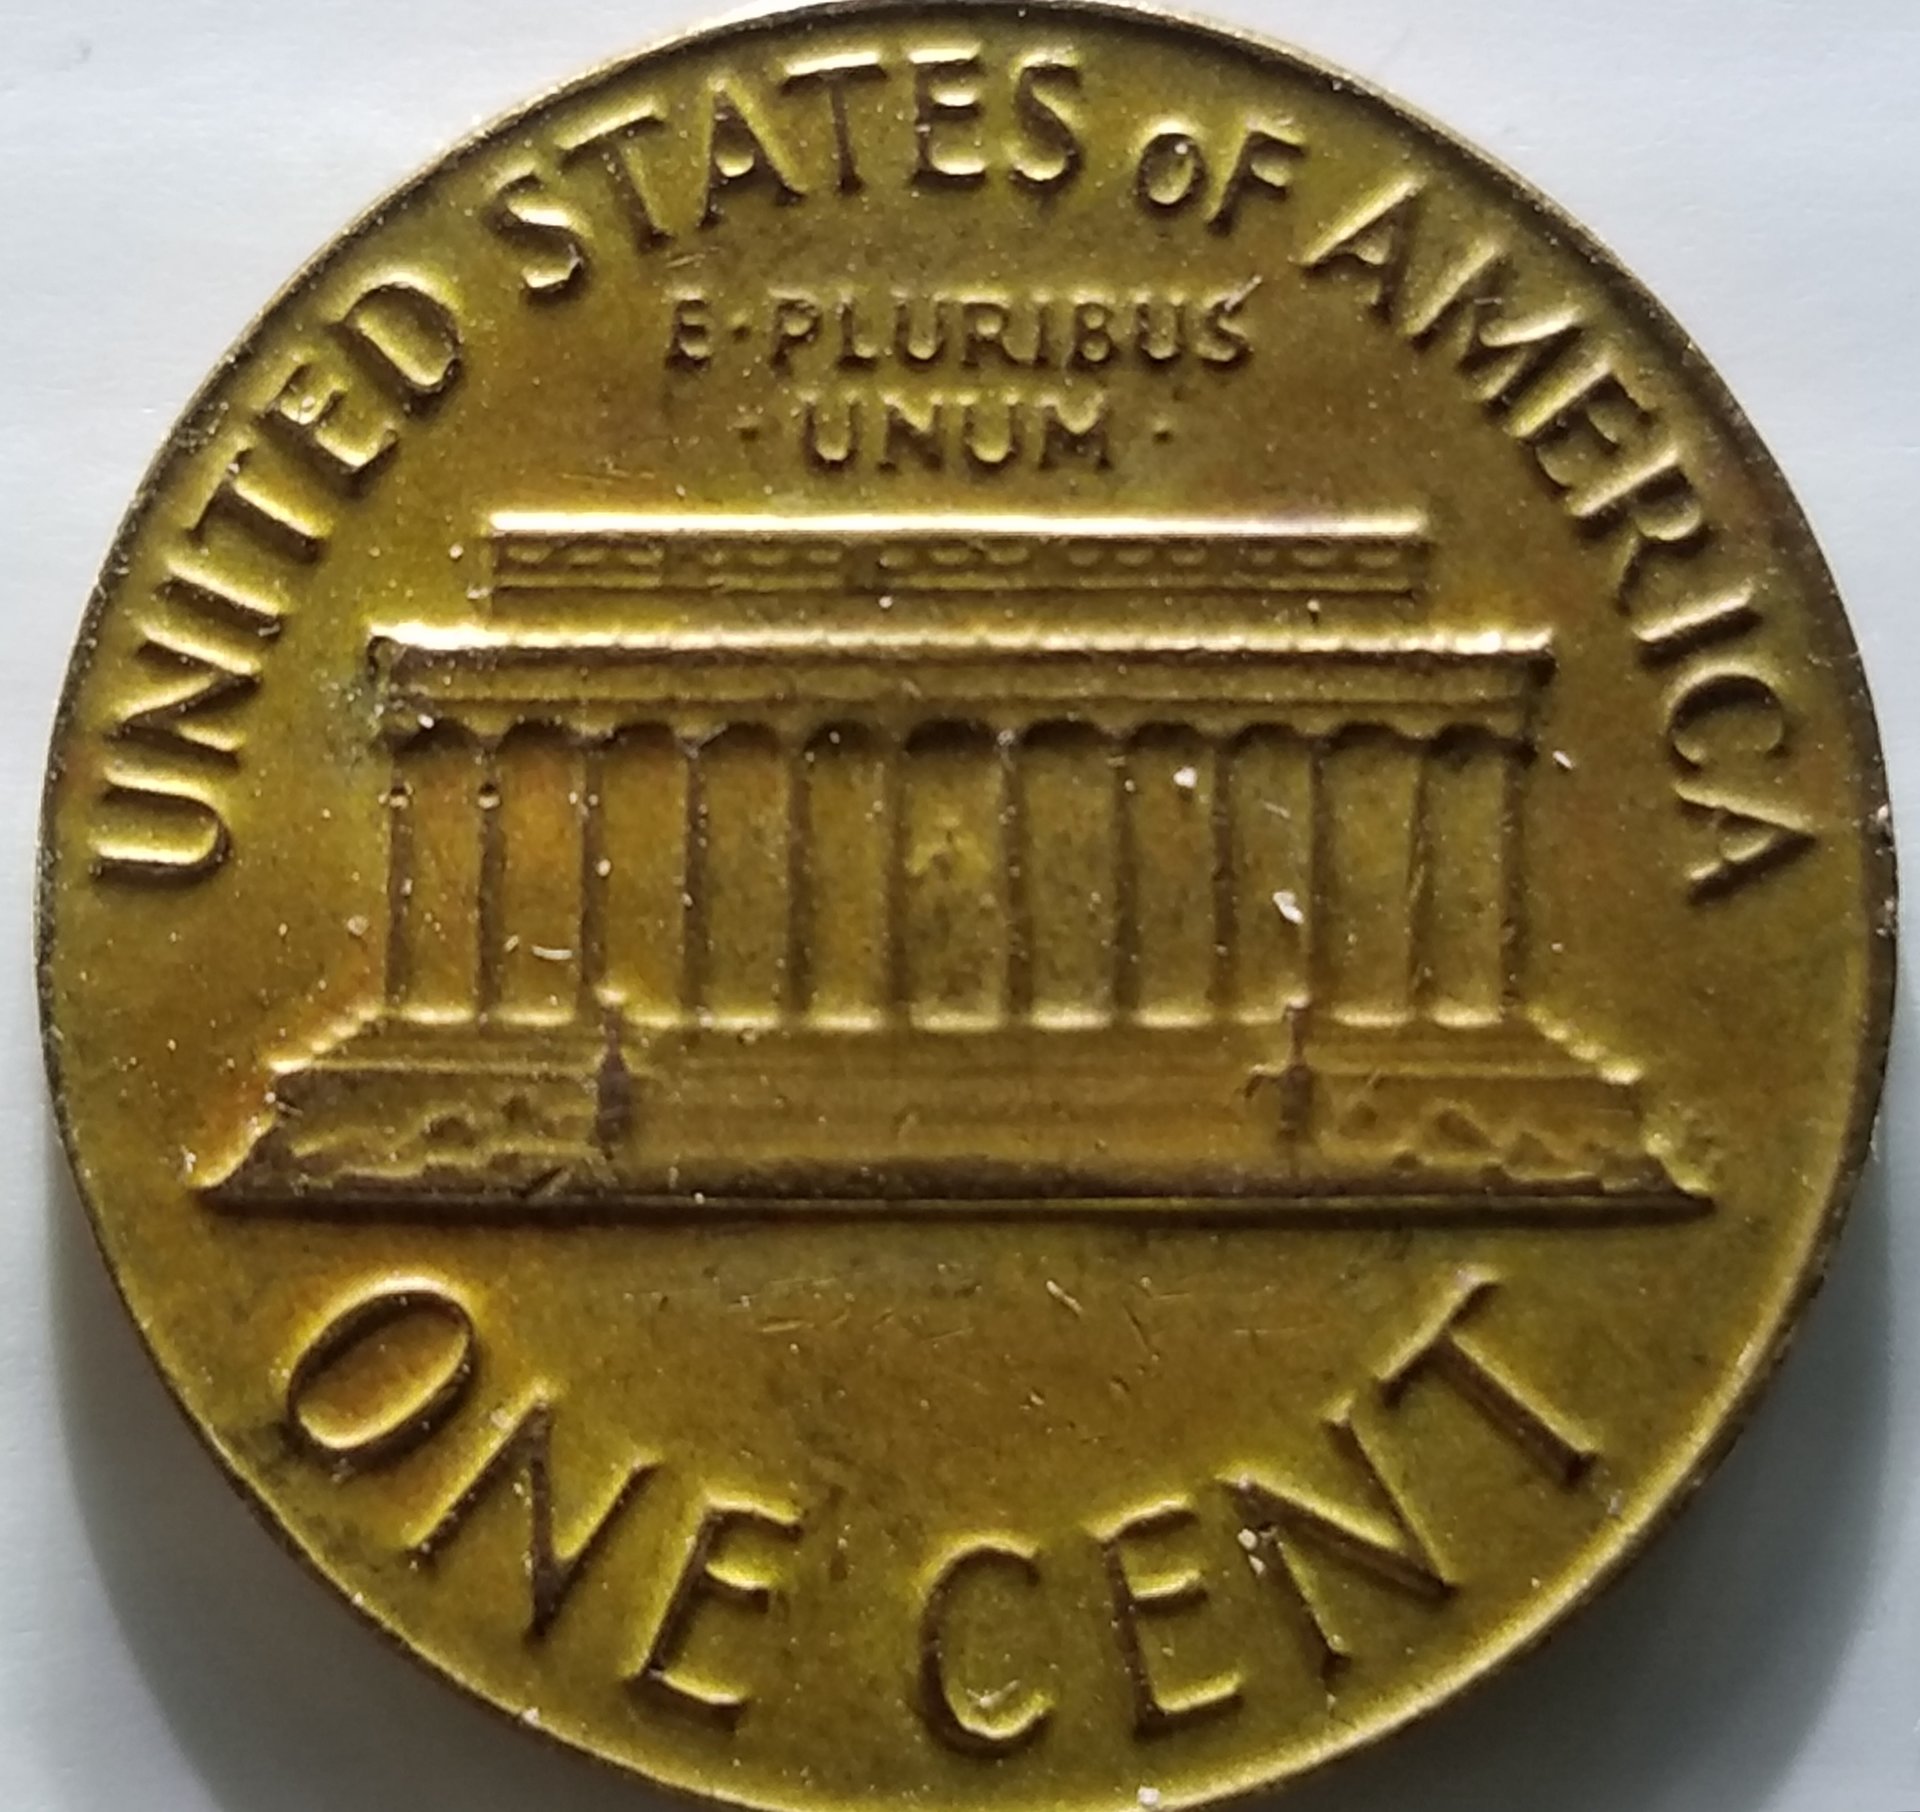 UNITED STATES OF AMERICA
E·PLURIBUS
·UNUM·
ONE CENT